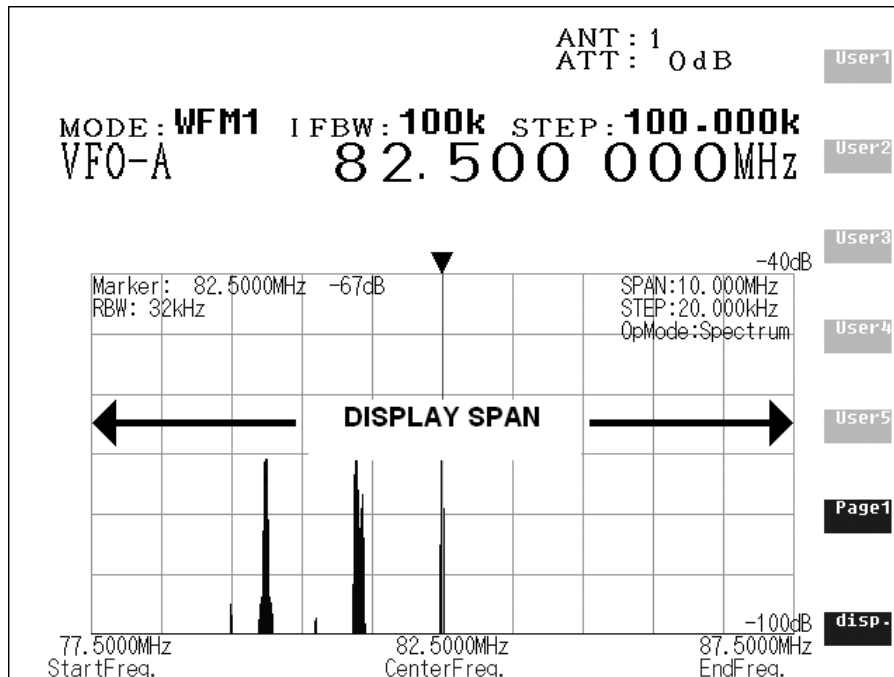 ANT:1
ATT: 0dB
User1
MODE:WFM1 IFBW:100k STEP:100.000k
VFO-A 82.500 000MHz
User2
User3
-40dB
Marker: 82.5000MHz -67dB
SPAN:10.000MHz
RBW: 32kHz
STEP:20.000kHz
OpMode:Spectrum
User4
DISPLAY SPAN
User5
Page1
-100dB
disp.
77.5000MHz 82.5000MHz 87.5000MHz
StartFreq. CenterFreq. EndFreq.